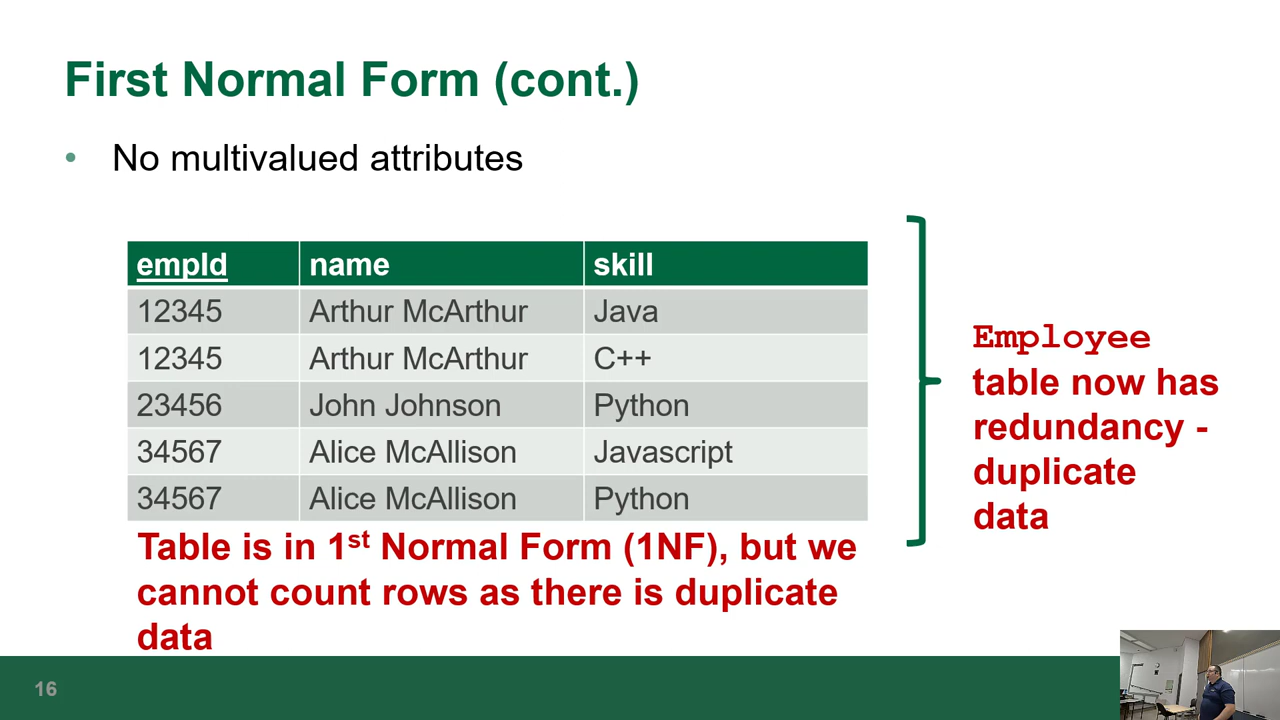 First Normal Form (cont.)
• No multivalued attributes
empId name skill
12345 Arthur McArthur Java
12345 Arthur McArthur C++
23456 John Johnson Python
34567 Alice McAllison Javascript
34567 Alice McAllison Python
Table is in 1st Normal Form (1NF), but we
cannot count rows as there is duplicate
data
Employee
table now has
redundancy -
duplicate
data
16